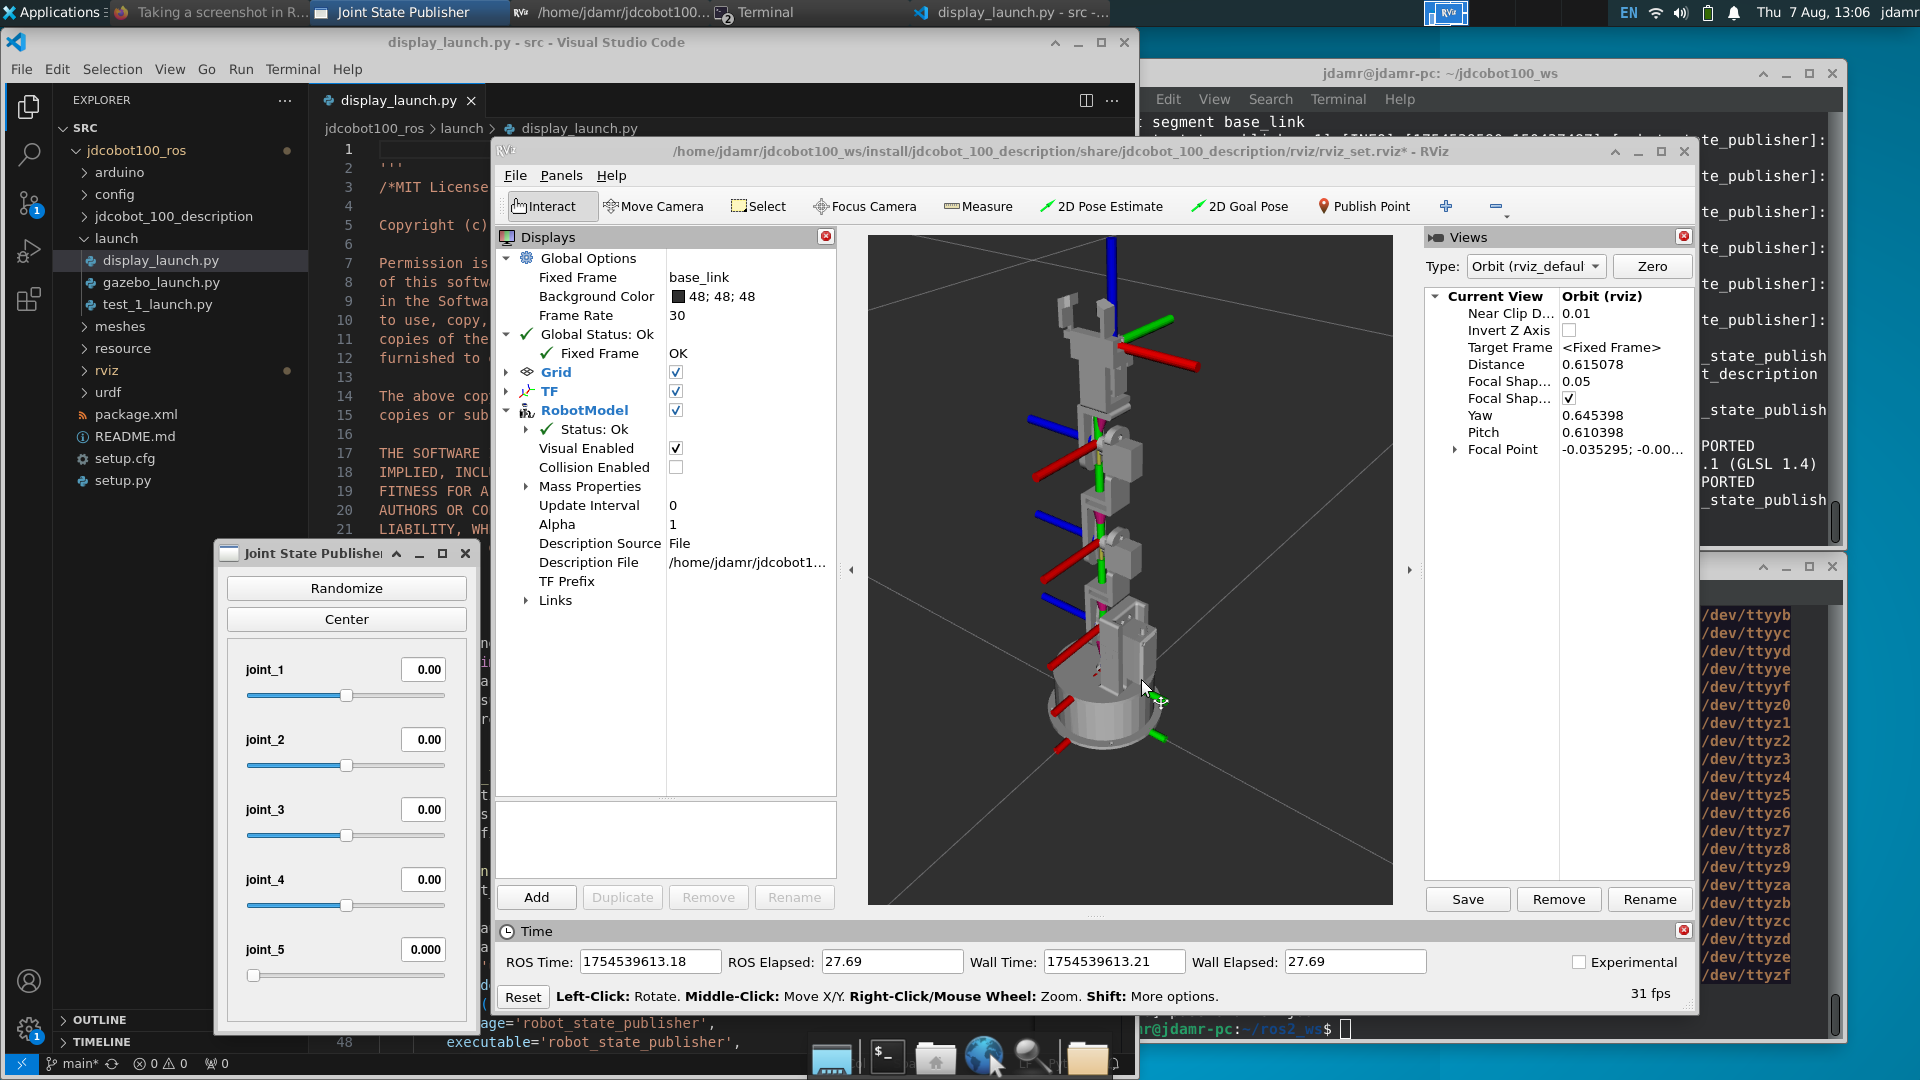 Applications
Taking a screenshot in R...
Joint State Publisher
/home/jdamr/jdcobot100...
2
Terminal
display_launch.py - src -...
RViz
EN
Thu 7 Aug, 13:06
jdamr
display_launch.py - src - Visual Studio Code
File Edit Selection View Go Run Terminal Help
EXPLORER
SRC
jdcobot100_ros
arduino
config
jdcobot_100_description
launch
display_launch.py
gazebo_launch.py
test_1_launch.py
meshes
resource
rviz
urdf
package.xml
README.md
setup.cfg
setup.py
OUTLINE
TIMELINE
1
1
main*
0 0
0
display_launch.py
jdcobot100_ros > launch > display_launch.py
1
2 '''
3 /*MIT License
4
5 Copyright (c)
6
7 Permission is
8 of this softwa
9 in the Softwa
10 to use, copy,
11 copies of the
12 furnished to
13
14 The above cop
15 copies or sub
16
17 THE SOFTWARE
18 IMPLIED, INCL
19 FITNESS FOR A
20 AUTHORS OR CO
21 LIABILITY, WH
age='robot_state_publisher',
48 executable='robot_state_publisher',
Joint State Publisher
Randomize
Center
joint_1 0.00
joint_2 0.00
joint_3 0.00
joint_4 0.00
joint_5 0.000
/home/jdamr/jdcobot100_ws/install/jdcobot_100_description/share/jdcobot_100_description/rviz/rviz_set.rviz* - RViz
File Panels Help
Interact Move Camera Select Focus Camera Measure 2D Pose Estimate 2D Goal Pose Publish Point
Displays
Global Options
Fixed Frame base_link
Background Color 48; 48; 48
Frame Rate 30
Global Status: Ok
Fixed Frame OK
Grid
TF
RobotModel
Status: Ok
Visual Enabled
Collision Enabled
Mass Properties
Update Interval 0
Alpha 1
Description Source File
Description File /home/jdamr/jdcobot1...
TF Prefix
Links
Add Duplicate Remove Rename
Views
Type: Orbit (rviz_defaul Zero
Current View Orbit (rviz)
Near Clip D... 0.01
Invert Z Axis
Target Frame <Fixed Frame>
Distance 0.615078
Focal Shap... 0.05
Focal Shap...
Yaw 0.645398
Pitch 0.610398
Focal Point -0.035295; -0.00...
Save Remove Rename
Time
ROS Time: 1754539613.18 ROS Elapsed: 27.69 Wall Time: 1754539613.21 Wall Elapsed: 27.69 Experimental
Reset Left-Click: Rotate. Middle-Click: Move X/Y. Right-Click/Mouse Wheel: Zoom. Shift: More options. 31 fps
jdamr@jdamr-pc: ~/jdcobot100_ws
Edit View Search Terminal Help
segment base_link
te_publisher]:
te_publisher]:
te_publisher]:
te_publisher]:
te_publisher]:
te_publisher]:
_state_publish
t_description
_state_publish
PORTED
.1 (GLSL 1.4)
PORTED
_state_publish
/dev/ttyyb
/dev/ttyyc
/dev/ttyyd
/dev/ttyye
/dev/ttyyf
/dev/ttyz0
/dev/ttyz1
/dev/ttyz2
/dev/ttyz3
/dev/ttyz4
/dev/ttyz5
/dev/ttyz6
/dev/ttyz7
/dev/ttyz8
/dev/ttyz9
/dev/ttyza
/dev/ttyzb
/dev/ttyzc
/dev/ttyzd
/dev/ttyze
/dev/ttyzf
r@jdamr-pc:~/ros2_ws$